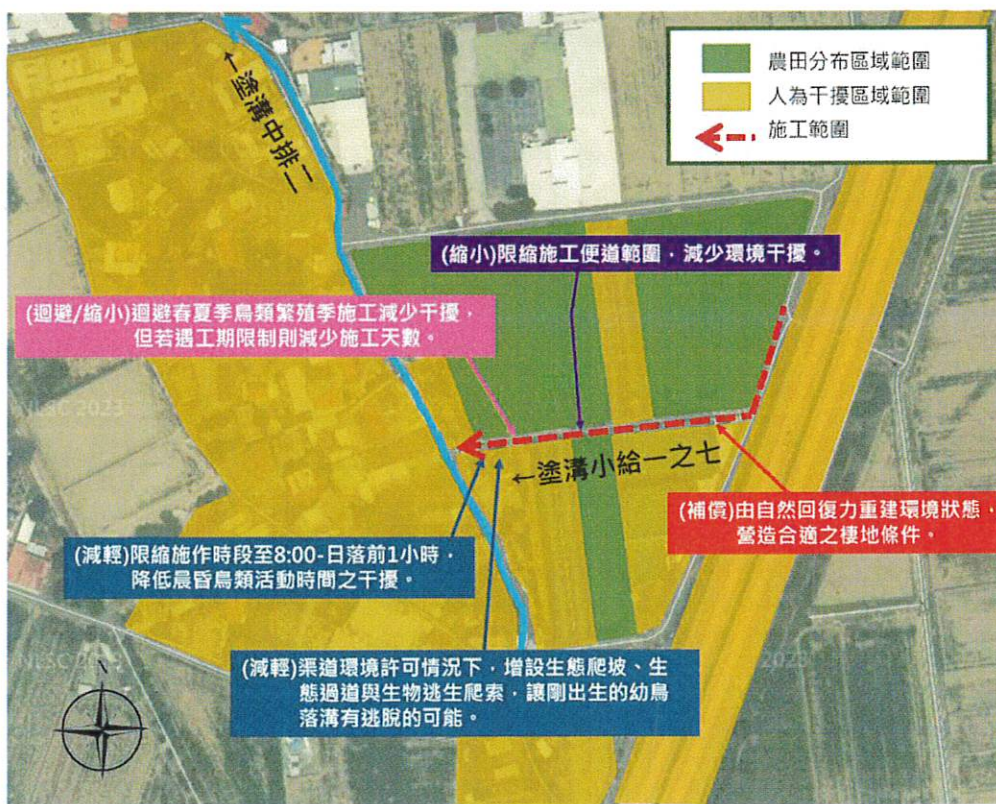 農田分布區域範圍
人為干擾區域範圍
施工範圍
←塗溝中排二
(縮小)限縮施工便道範圍，減少環境干擾。
(迴避/縮小)迴避春夏季鳥類繁殖季施工減少干擾，
但若遇工期限制則減少施工天數。
NLSC 2023
←塗溝小給一之七
(補償)由自然回復力重建環境狀態，
營造合適之棲地條件。
(減輕)限縮施作時段至8:00-日落前1小時，
降低晨昏鳥類活動時間之干擾。
(減輕)渠道環境許可情況下，增設生態爬坡、生
態過道與生物逃生爬索，讓剛出生的幼鳥
落溝有逃脫的可能。
N